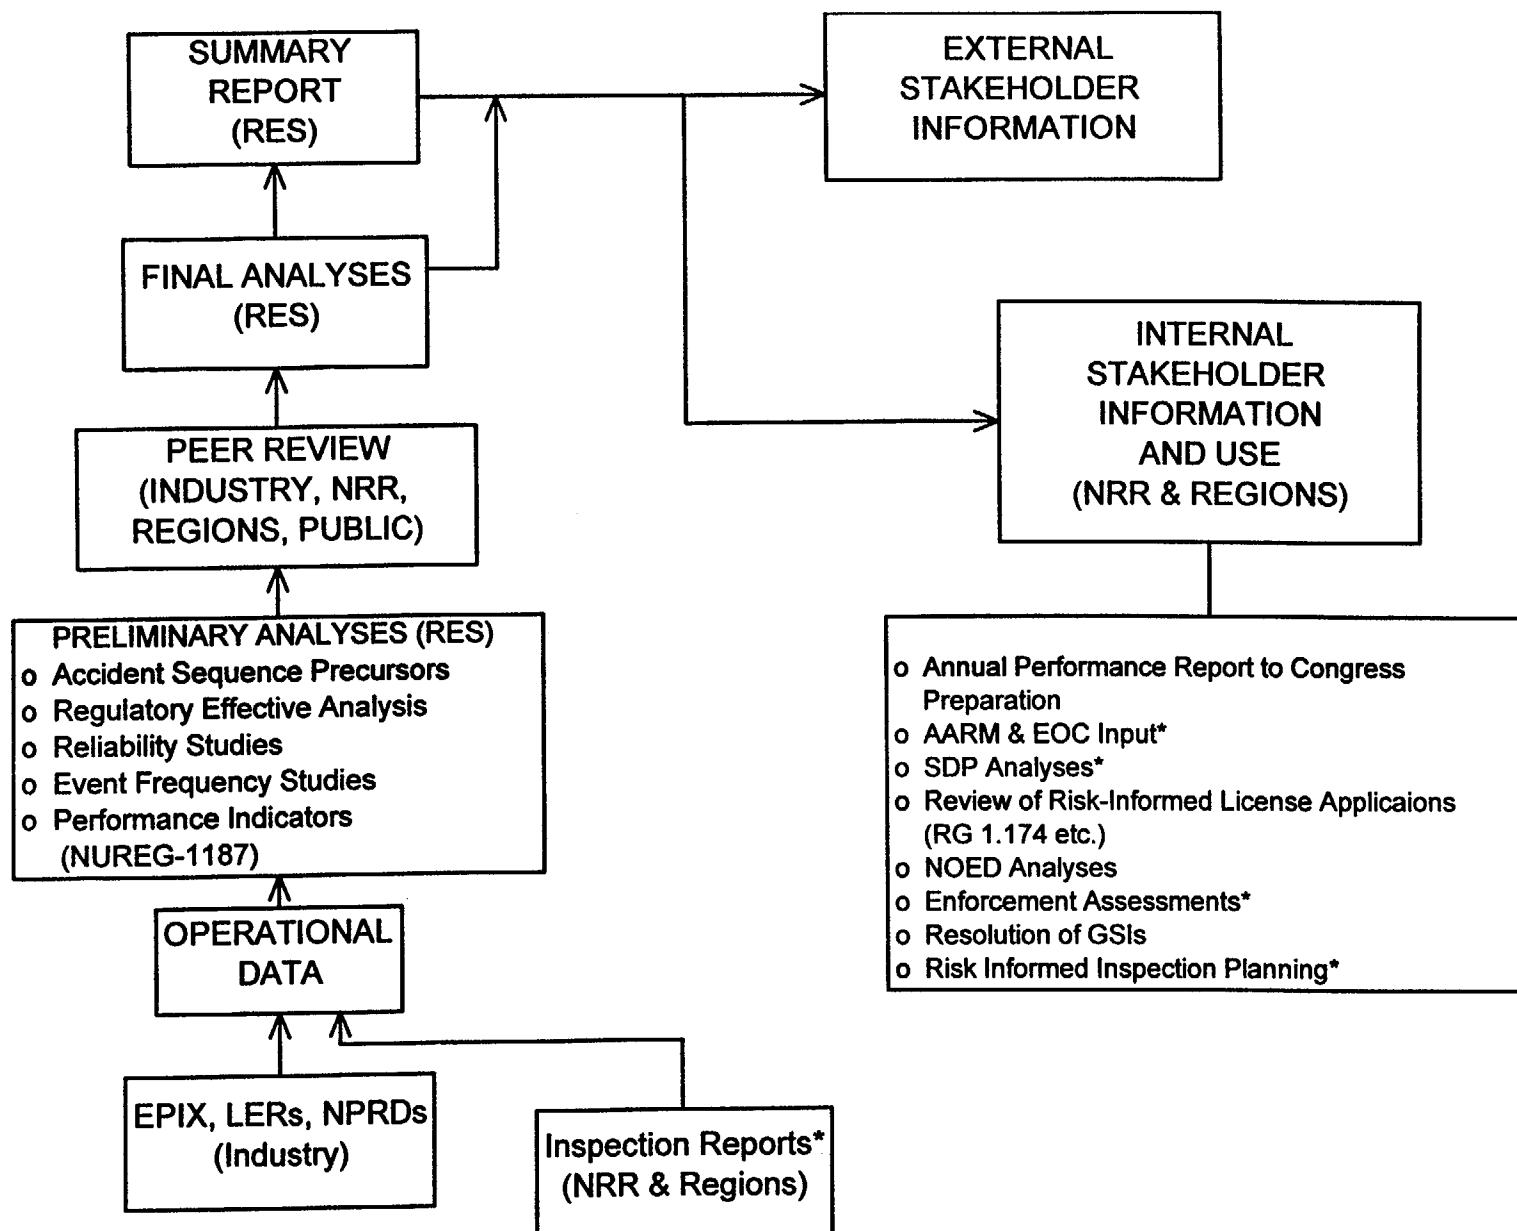 SUMMARY
REPORT
(RES)
EXTERNAL
STAKEHOLDER
INFORMATION
FINAL ANALYSES
(RES)
INTERNAL
STAKEHOLDER
INFORMATION
AND USE
(NRR & REGIONS)
PEER REVIEW
(INDUSTRY, NRR,
REGIONS, PUBLIC)
PRELIMINARY ANALYSES (RES)
o Accident Sequence Precursors
o Regulatory Effective Analysis
o Reliability Studies
o Event Frequency Studies
o Performance Indicators
(NUREG-1187)
o Annual Performance Report to Congress
Preparation
o AARM & EOC Input*
o SDP Analyses*
o Review of Risk-Informed License Applicaions
(RG 1.174 etc.)
o NOED Analyses
o Enforcement Assessments*
o Resolution of GSIs
o Risk Informed Inspection Planning*
OPERATIONAL
DATA
EPIX, LERs, NPRDs
(Industry)
Inspection Reports*
(NRR & Regions)